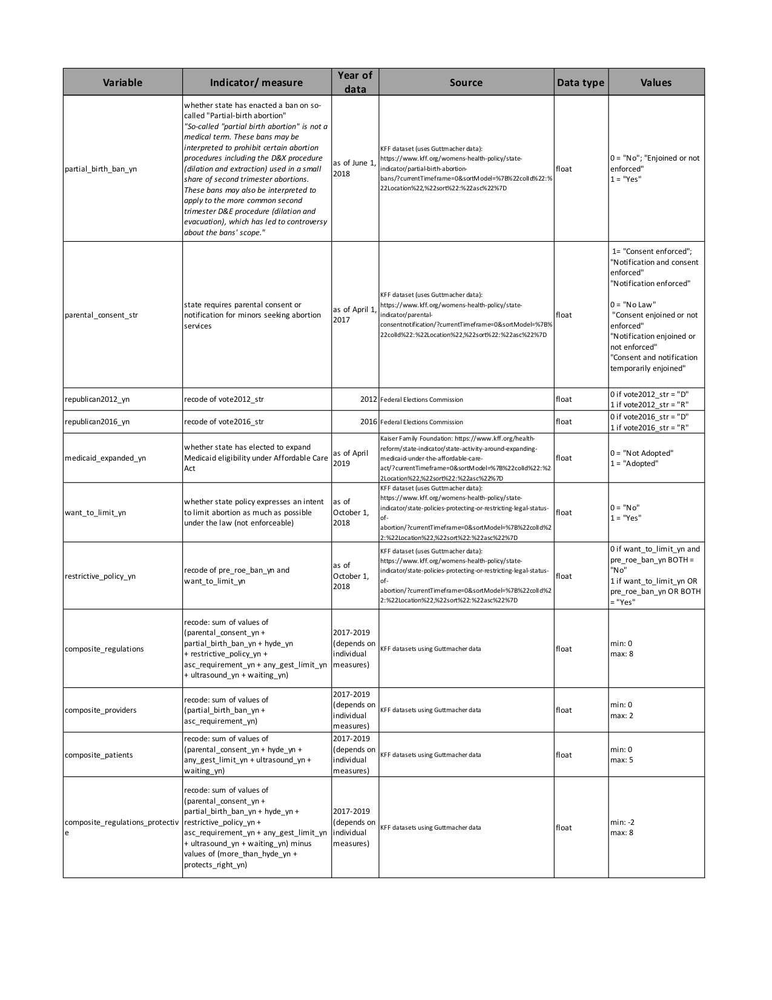 Variable
Indicator/ measure
Year of
data
Source
Data type
Values
partial_birth_ban_yn
whether state has enacted a ban on so-
called "Partial-birth abortion"
"So-called "partial birth abortion" is not a
medical term. These bans may be
interpreted to prohibit certain abortion
procedures including the D&X procedure
(dilation and extraction) used in a small
share of second trimester abortions.
These bans may also be interpreted to
apply to the more common second
trimester D&E procedure (dilation and
evacuation), which has led to controversy
about the bans' scope."
as of June 1,
2018
KFF dataset (uses Guttmacher data):
https://www.kff.org/womens-health-policy/state-
indicator/partial-birth-abortion-
bans/?currentTimeframe=0&sortModel=%7B%22colId%22:%
22Location%22,%22sort%22:%22asc%22%7D
float
0 = "No"; "Enjoined or not
enforced"
1 = "Yes"
parental_consent_str
state requires parental consent or
notification for minors seeking abortion
services
as of April 1,
2017
KFF dataset (uses Guttmacher data):
https://www.kff.org/womens-health-policy/state-
indicator/parental-
consentnotification/?currentTimeframe=0&sortModel=%7B%
22colId%22:%22Location%22,%22sort%22:%22asc%22%7D
float
1= "Consent enforced";
"Notification and consent
enforced"
"Notification enforced"
0 = "No Law"
"Consent enjoined or not
enforced"
"Notification enjoined or
not enforced"
"Consent and notification
temporarily enjoined"
republican2012_yn
recode of vote2012_str
2012
Federal Elections Commission
float
0 if vote2012_str = "D"
1 if vote2012_str = "R"
republican2016_yn
recode of vote2016_str
2016
Federal Elections Commission
float
0 if vote2016_str = "D"
1 if vote2016_str = "R"
medicaid_expanded_yn
whether state has elected to expand
Medicaid eligibility under Affordable Care
Act
as of April
2019
Kaiser Family Foundation: https://www.kff.org/health-
reform/state-indicator/state-activity-around-expanding-
medicaid-under-the-affordable-care-
act/?currentTimeframe=0&sortModel=%7B%22colId%22:%2
2Location%22,%22sort%22:%22asc%22%7D
float
0 = "Not Adopted"
1 = "Adopted"
want_to_limit_yn
whether state policy expresses an intent
to limit abortion as much as possible
under the law (not enforceable)
as of
October 1,
2018
KFF dataset (uses Guttmacher data):
https://www.kff.org/womens-health-policy/state-
indicator/state-policies-protecting-or-restricting-legal-status-
of-
abortion/?currentTimeframe=0&sortModel=%7B%22colId%2
2:%22Location%22,%22sort%22:%22asc%22%7D
float
0 = "No"
1 = "Yes"
restrictive_policy_yn
recode of pre_roe_ban_yn and
want_to_limit_yn
as of
October 1,
2018
KFF dataset (uses Guttmacher data):
https://www.kff.org/womens-health-policy/state-
indicator/state-policies-protecting-or-restricting-legal-status-
of-
abortion/?currentTimeframe=0&sortModel=%7B%22colId%2
2:%22Location%22,%22sort%22:%22asc%22%7D
float
0 if want_to_limit_yn and
pre_roe_ban_yn BOTH =
"No"
1 if want_to_limit_yn OR
pre_roe_ban_yn OR BOTH
= "Yes"
composite_regulations
recode: sum of values of
(parental_consent_yn +
partial_birth_ban_yn + hyde_yn
+ restrictive_policy_yn +
asc_requirement_yn + any_gest_limit_yn
+ ultrasound_yn + waiting_yn)
2017-2019
(depends on
individual
measures)
KFF datasets using Guttmacher data
float
min: 0
max: 8
composite_providers
recode: sum of values of
(partial_birth_ban_yn +
asc_requirement_yn)
2017-2019
(depends on
individual
measures)
KFF datasets using Guttmacher data
float
min: 0
max: 2
composite_patients
recode: sum of values of
(parental_consent_yn + hyde_yn +
any_gest_limit_yn + ultrasound_yn +
waiting_yn)
2017-2019
(depends on
individual
measures)
KFF datasets using Guttmacher data
float
min: 0
max: 5
composite_regulations_protectiv
e
recode: sum of values of
(parental_consent_yn +
partial_birth_ban_yn + hyde_yn +
restrictive_policy_yn +
asc_requirement_yn + any_gest_limit_yn
+ ultrasound_yn + waiting_yn) minus
values of (more_than_hyde_yn +
protects_right_yn)
2017-2019
(depends on
individual
measures)
KFF datasets using Guttmacher data
float
min: -2
max: 8